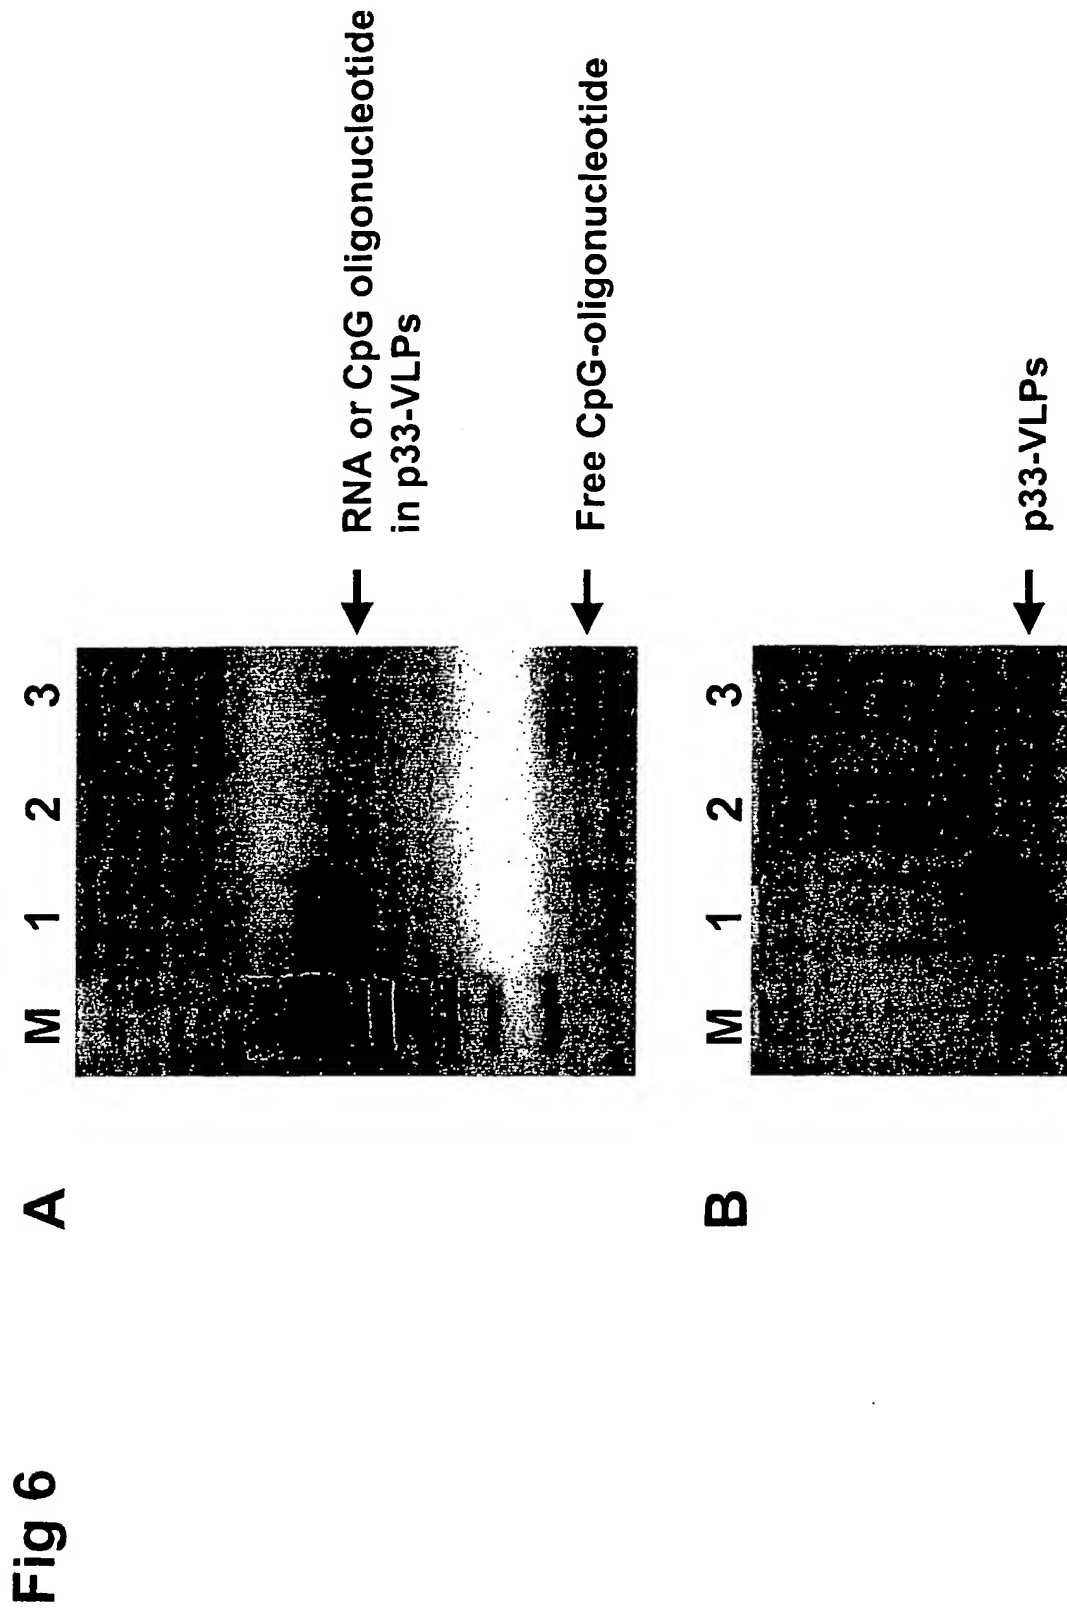 Fig 6
A
M 1 2 3
RNA or CpG oligonucleotide
in p33-VLPs
Free CpG-oligonucleotide
B
M 1 2 3
p33-VLPs